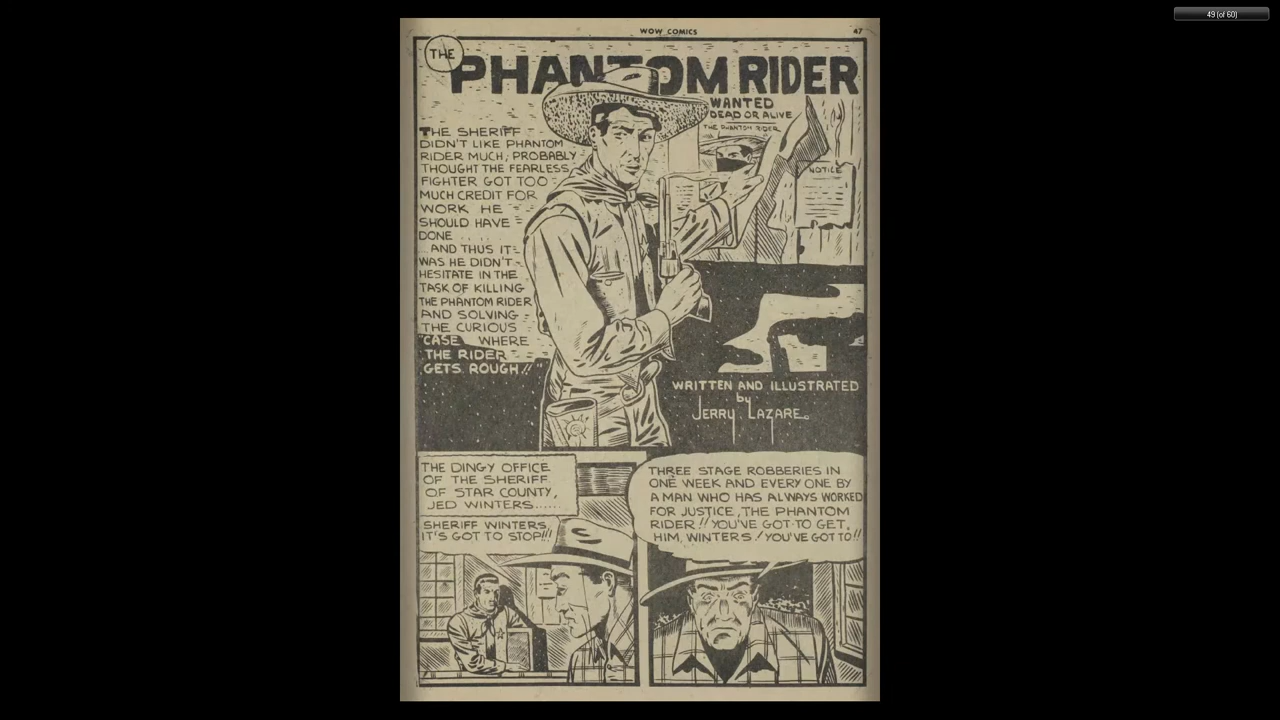 49 (of 60)
WOW COMICS
47
THE
PHANTOM RIDER
WANTED
DEAD OR ALIVE
THE PHANTOM RIDER
NOTICE
THE SHERIFF
DIDN'T LIKE PHANTOM
RIDER MUCH; PROBABLY
THOUGHT THE FEARLESS
FIGHTER GOT TOO
MUCH CREDIT FOR
WORK HE
SHOULD HAVE
DONE ....
... AND THUS IT
WAS HE DIDN'T
HESITATE IN THE
TASK OF KILLING
THE PHANTOM RIDER
AND SOLVING
THE CURIOUS
"CASE WHERE
THE RIDER
GETS ROUGH!!"
WRITTEN AND ILLUSTRATED
by
JERRY LAZARE.
THE DINGY OFFICE
OF THE SHERIFF
OF STAR COUNTY,
JED WINTERS......
SHERIFF WINTERS,
IT'S GOT TO STOP!!!
THREE STAGE ROBBERIES IN
ONE WEEK AND EVERY ONE BY
A MAN WHO HAS ALWAYS WORKED
FOR JUSTICE, THE PHANTOM
RIDER!! YOU'VE GOT TO GET,
HIM, WINTERS! YOU'VE GOT TO!!